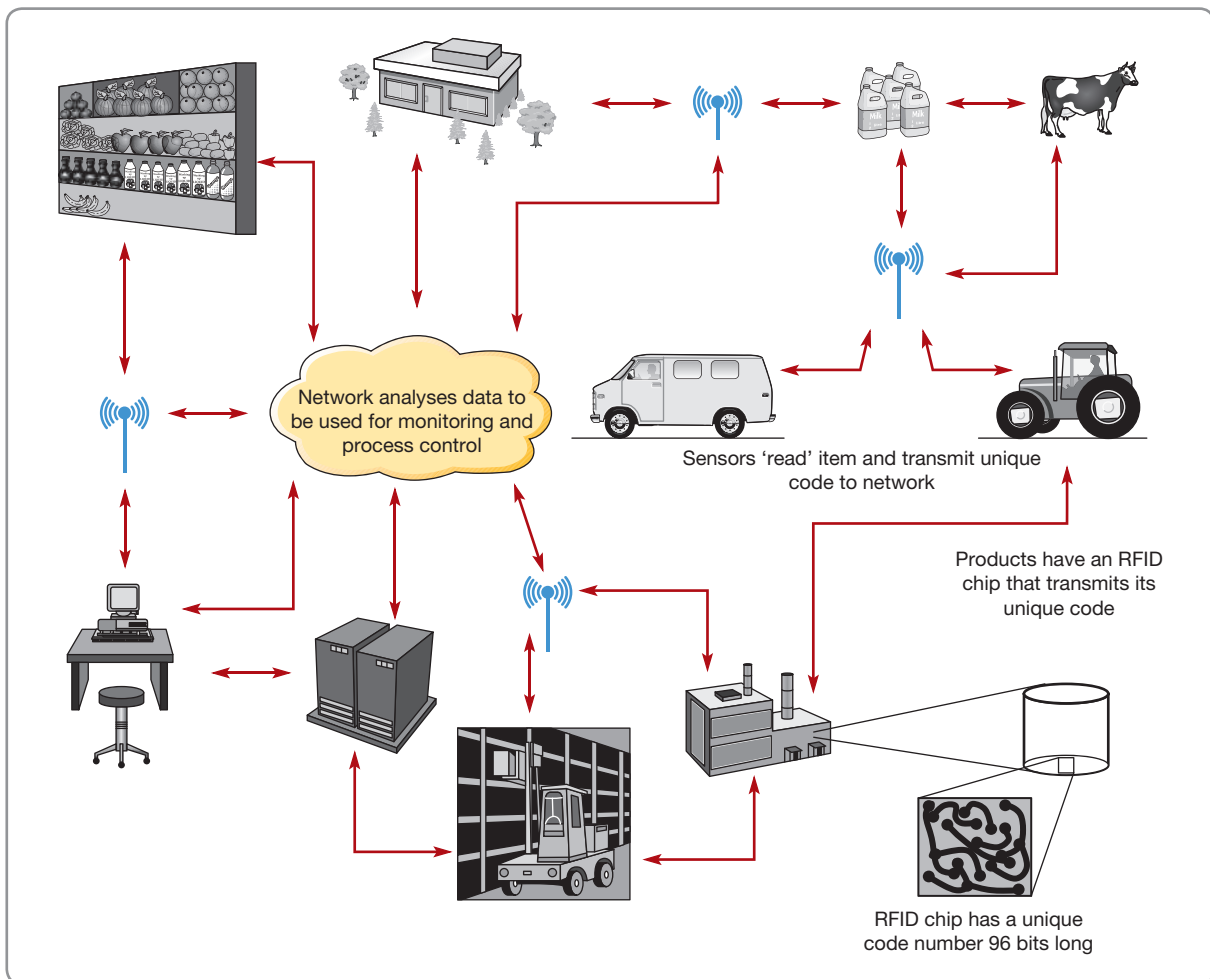 Milk
Milk
Network analyses data to
be used for monitoring and
process control
Sensors ‘read’ item and transmit unique
code to network
Products have an RFID
chip that transmits its
unique code
RFID chip has a unique
code number 96 bits long